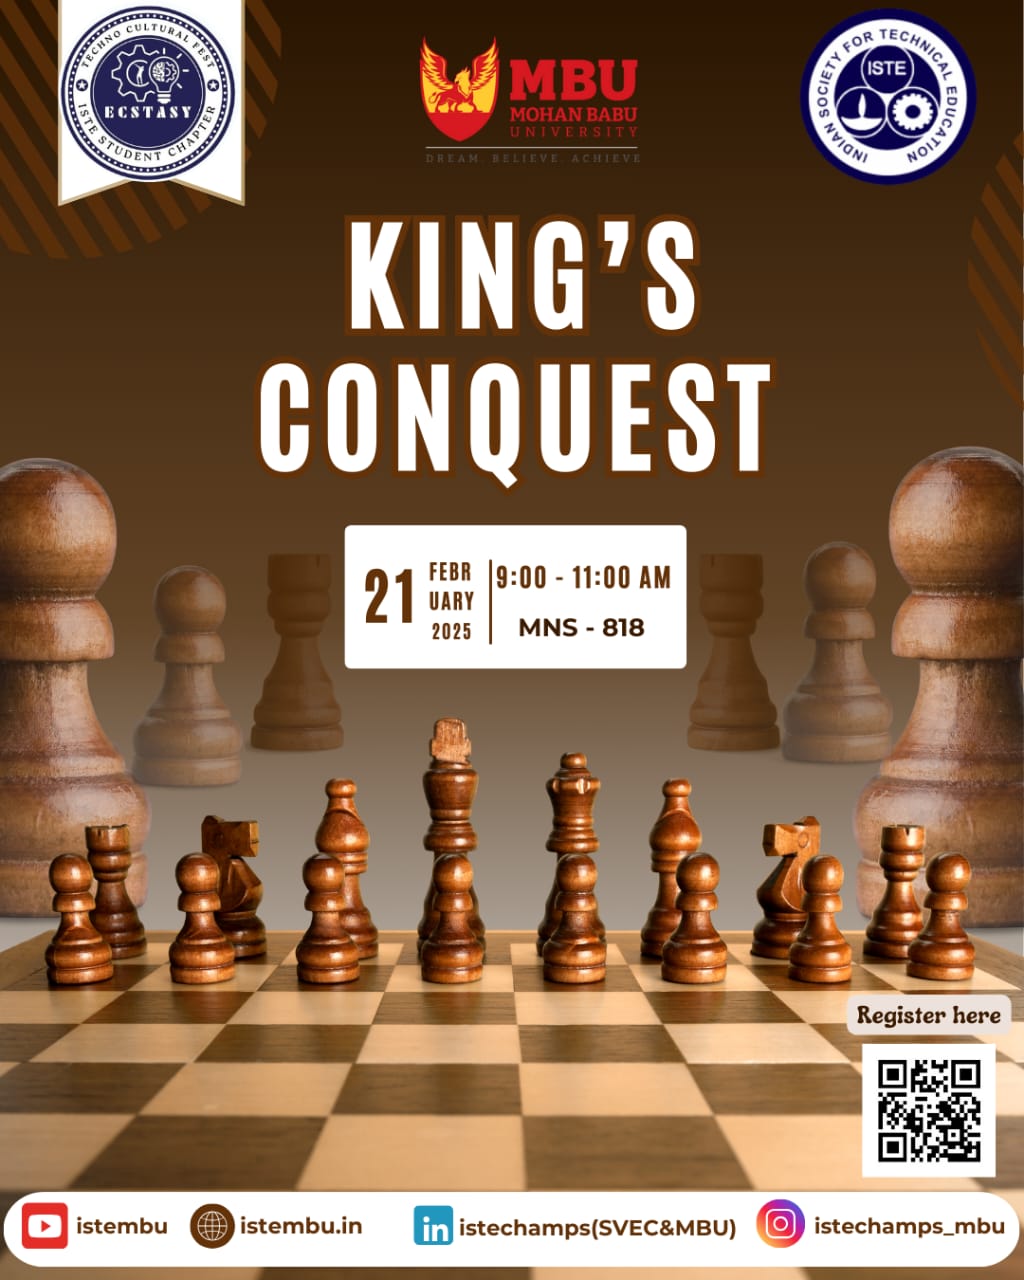 TECHNO CULTURAL FEST
ECSTASY
ISTE STUDENT CHAPTER
MBU
MOHAN BABU
UNIVERSITY
DREAM. BELIEVE. ACHIEVE
INDIAN SOCIETY FOR TECHNICAL EDUCATION
ISTE
KING’S
CONQUEST
21
FEBR
UARY
2025
9:00 - 11:00 AM
MNS - 818
Register here
istembu
istembu.in
in
istechamps(SVEC&MBU)
istechamps_mbu